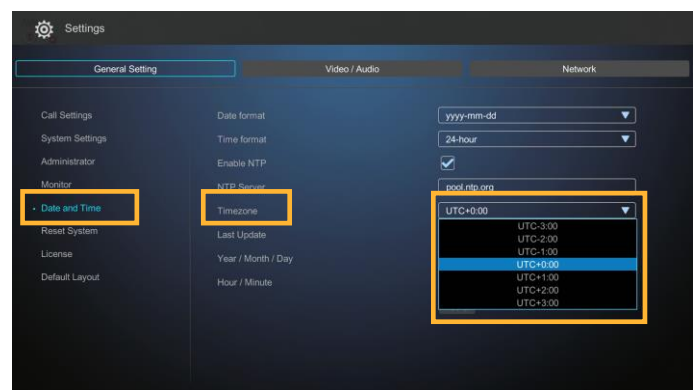 Settings
General Setting Video / Audio Network
Call Settings Date format yyyy-mm-dd
System Settings Time format 24-hour
Administrator Enable NTP
Monitor NTP Server pool.ntp.org
Date and Time Timezone UTC+0:00
Reset System Last Update UTC-3:00
UTC-2:00
License Year / Month / Day UTC-1:00
UTC+0:00
Default Layout Hour / Minute UTC+1:00
UTC+2:00
UTC+3:00